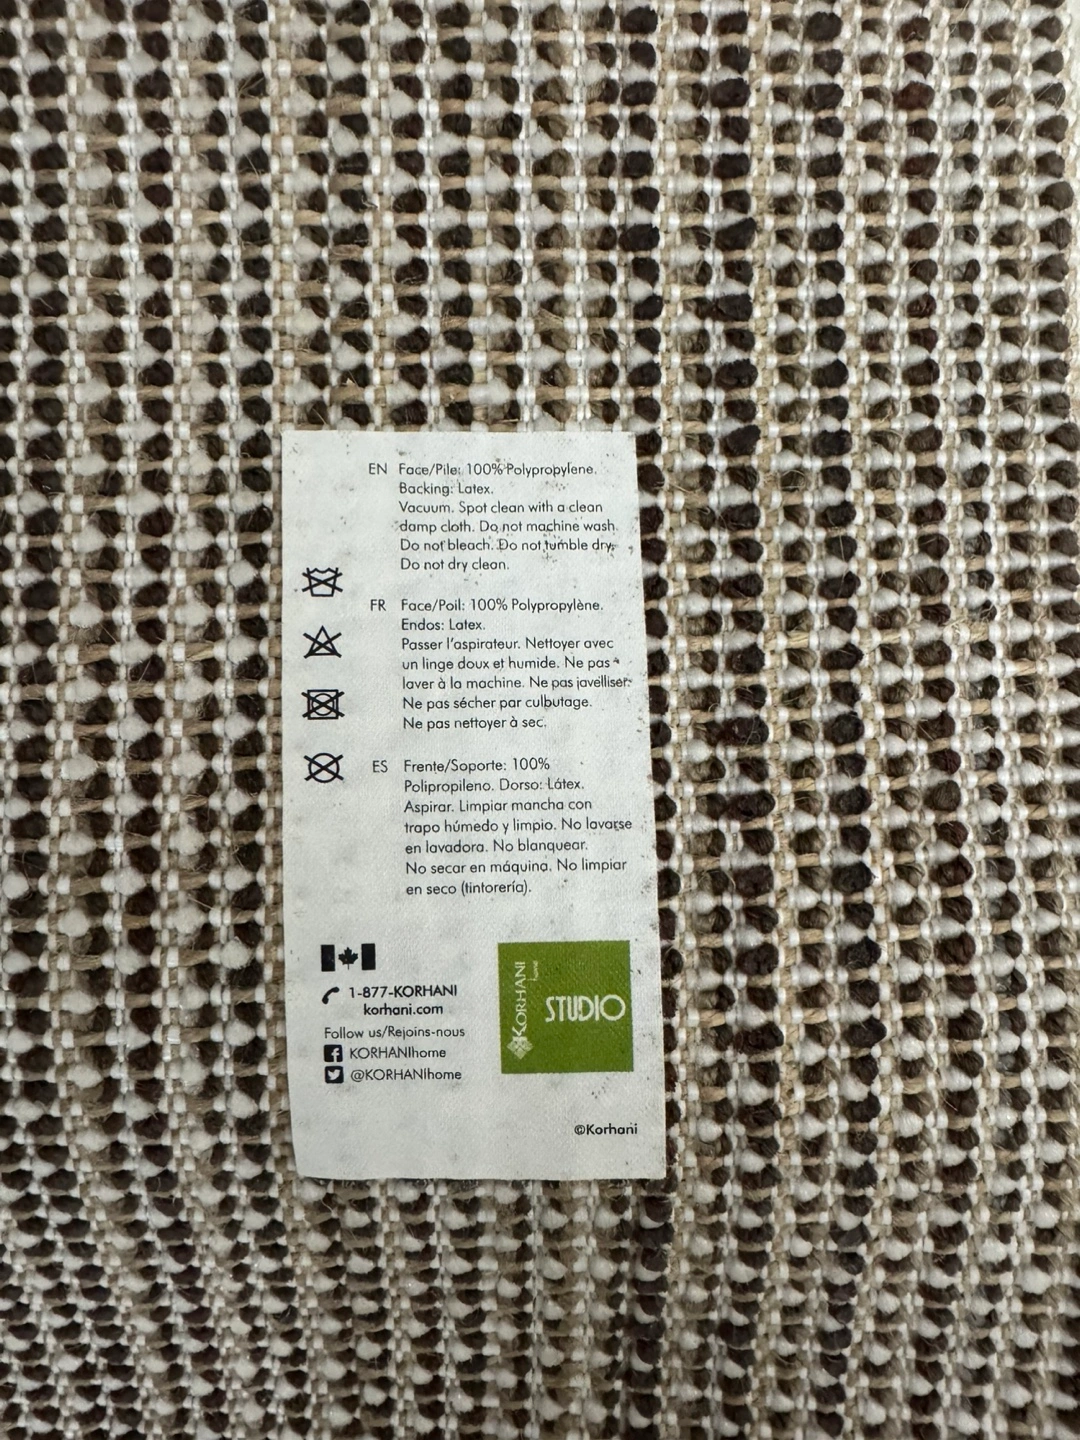 EN Face/Pile: 100% Polypropylene.
Backing: Latex.
Vacuum. Spot clean with a clean
damp cloth. Do not machine wash.
Do not bleach. Do not tumble dry.
Do not dry clean.
FR Face/Poil: 100% Polypropylène.
Endos: Latex.
Passer l'aspirateur. Nettoyer avec
un linge doux et humide. Ne pas
laver à la machine. Ne pas javelliser.
Ne pas sécher par culbutage.
Ne pas nettoyer à sec.
ES Frente/Soporte: 100%
Polipropileno. Dorso: Látex.
Aspirar. Limpiar mancha con
trapo húmedo y limpio. No lavarse
en lavadora. No blanquear.
No secar en máquina. No limpiar
en seco (tintorería).
1-877-KORHANI
korhani.com
Follow us/Rejoins-nous
KORHANIhome
@KORHANIhome
KORHANI
home
STUDIO
©Korhani